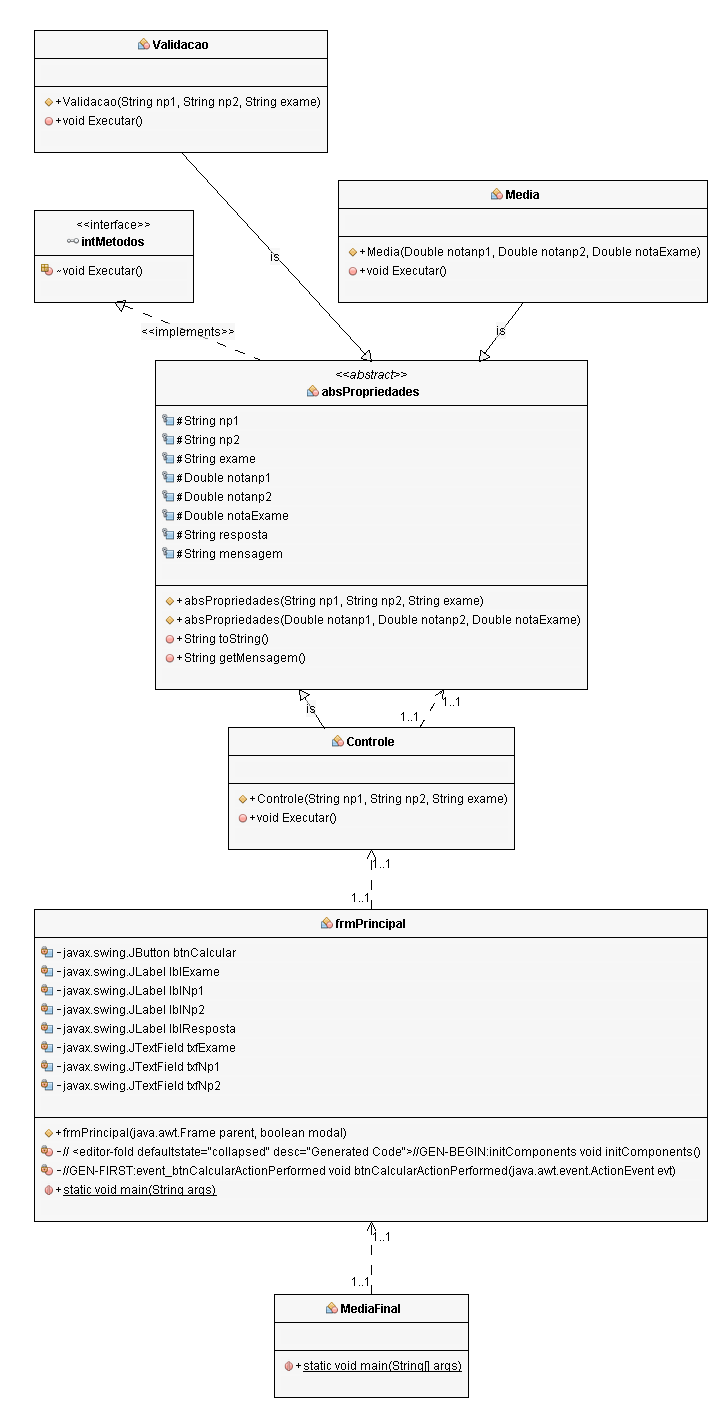 Validacao
+Validacao(String np1, String np2, String exame)
+void Executar()
Media
+Media(Double notanp1, Double notanp2, Double notaExame)
+void Executar()
<<interface>>
intMetodos
~void Executar()
is
<<implements>>
is
<<abstract>>
absPropriedades
#String np1
#String np2
#String exame
#Double notanp1
#Double notanp2
#Double notaExame
#String resposta
#String mensagem
+absPropriedades(String np1, String np2, String exame)
+absPropriedades(Double notanp1, Double notanp2, Double notaExame)
+String toString()
+String getMensagem()
is
1..1
1..1
Controle
+Controle(String np1, String np2, String exame)
+void Executar()
1..1
1..1
frmPrincipal
-javax.swing.JButton btnCalcular
-javax.swing.JLabel lblExame
-javax.swing.JLabel lblNp1
-javax.swing.JLabel lblNp2
-javax.swing.JLabel lblResposta
-javax.swing.JTextField txfExame
-javax.swing.JTextField txfNp1
-javax.swing.JTextField txfNp2
+frmPrincipal(java.awt.Frame parent, boolean modal)
-// <editor-fold defaultstate="collapsed" desc="Generated Code">//GEN-BEGIN:initComponents void initComponents()
-//GEN-FIRST:event_btnCalcularActionPerformed void btnCalcularActionPerformed(java.awt.event.ActionEvent evt)
+static void main(String args)
1..1
1..1
MediaFinal
+static void main(String[] args)